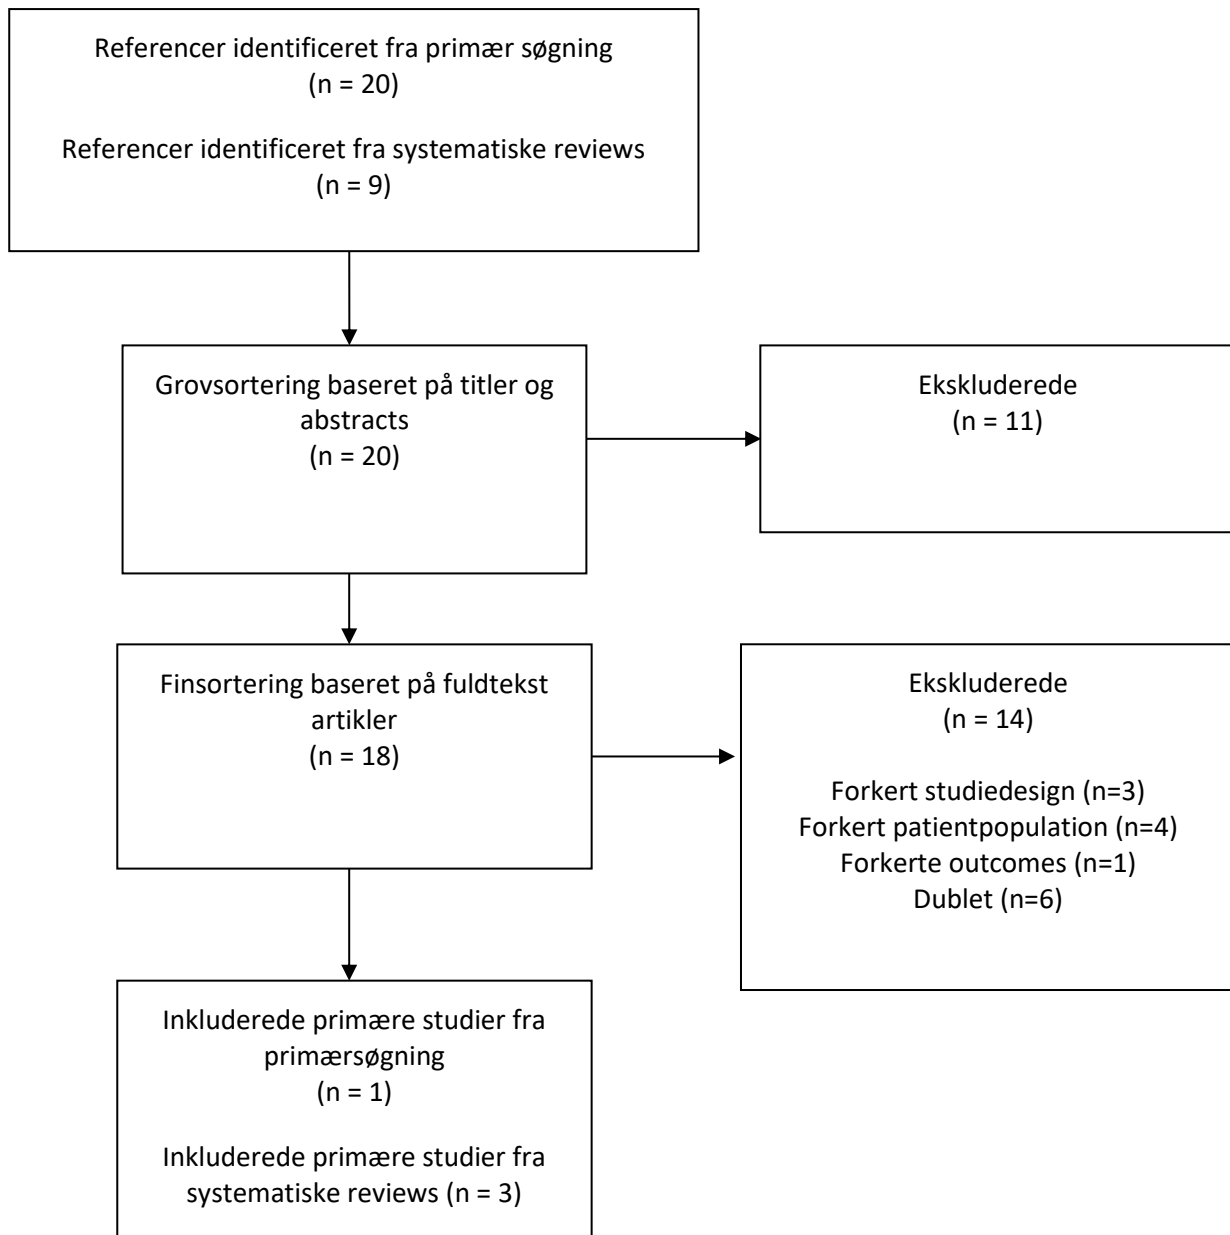 Referencer identificeret fra primær søgning
(n = 20)
Referencer identificeret fra systematiske reviews
(n = 9)
Grovsortering baseret på titler og
abstracts
(n = 20)
Ekskluderede
(n = 11)
Finsortering baseret på fuldtekst
artikler
(n = 18)
Ekskluderede
(n = 14)
Forkert studiedesign (n=3)
Forkert patientpopulation (n=4)
Forkerte outcomes (n=1)
Dublet (n=6)
Inkluderede primære studier fra
primærsøgning
(n = 1)
Inkluderede primære studier fra
systematiske reviews (n = 3)